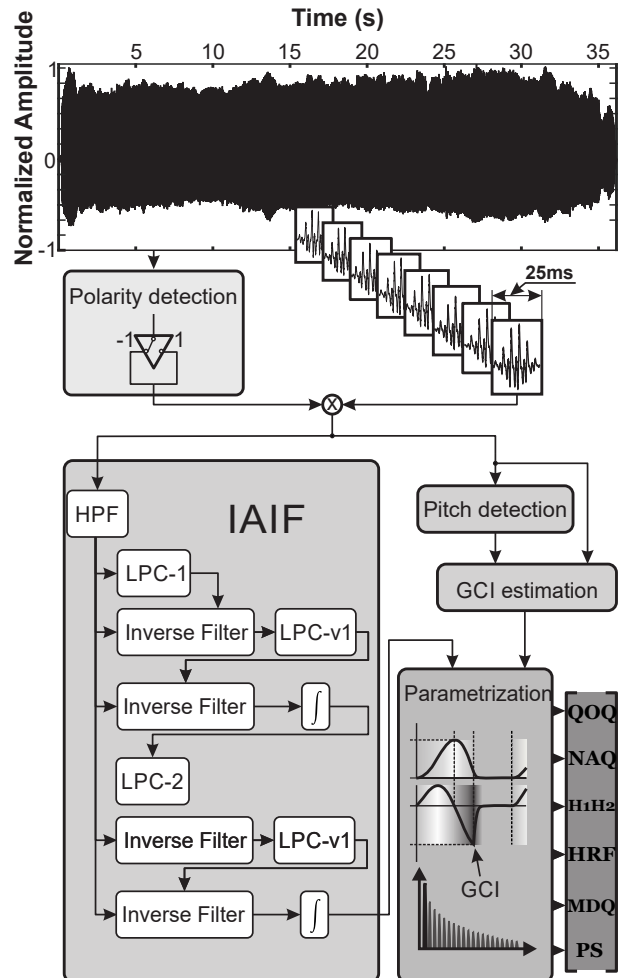 Time (s)
5 10 15 20 25 30 35
Normalized Amplitude
1
0
-1
25ms
Polarity detection
-1 1
X
HPF
IAIF
Pitch detection
LPC-1
GCI estimation
Inverse Filter
LPC-v1
Inverse Filter
∫
LPC-2
Inverse Filter
LPC-v1
Inverse Filter
∫
Parametrization
GCI
QOQ
NAQ
H1H2
HRF
MDQ
PS